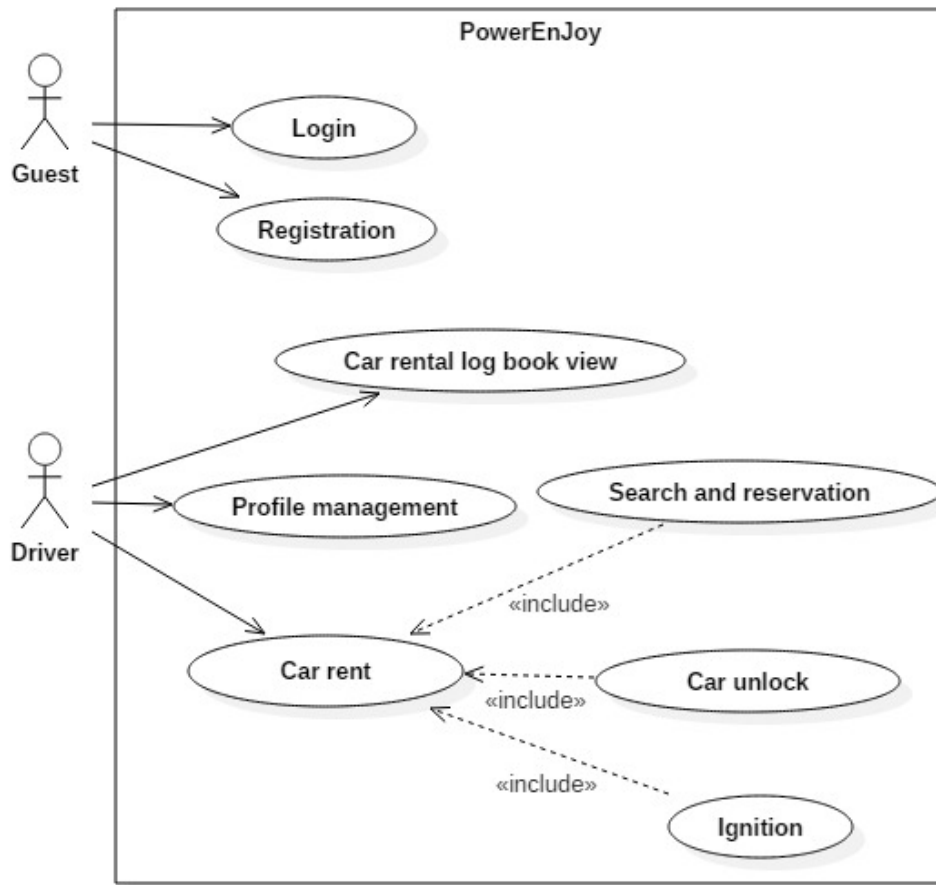 PowerEnJoy
Login
Guest
Registration
Car rental log book view
Search and reservation
Profile management
Driver
«include»
Car rent
Car unlock
«include»
«include»
Ignition